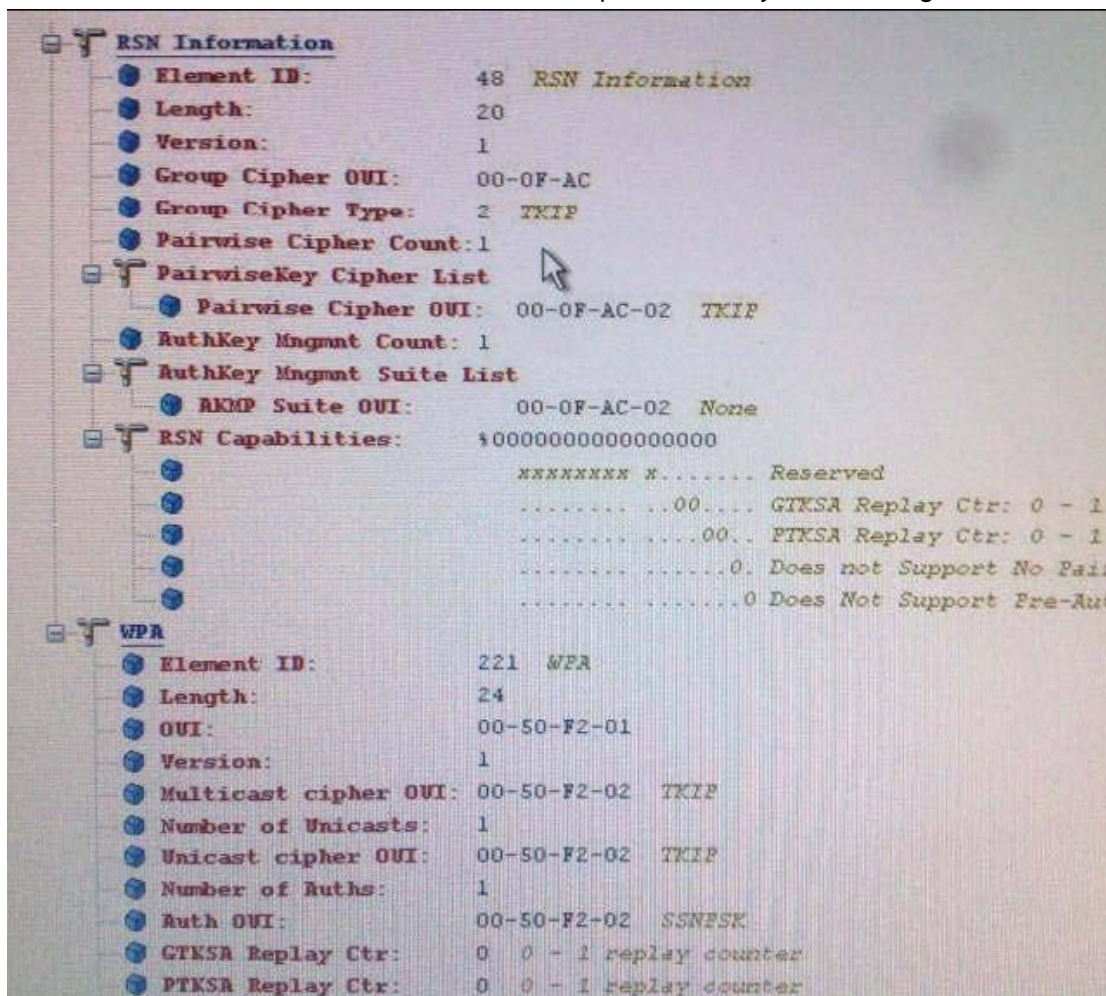 RSN Information
Element ID: 48 RSN Information
Length: 20
Version: 1
Group Cipher OUI: 00-0F-AC
Group Cipher Type: 2 TKIP
Pairwise Cipher Count:1
PairwiseKey Cipher List
Pairwise Cipher OUI: 00-0F-AC-02 TKIP
AuthKey Mngmnt Count: 1
AuthKey Mngmnt Suite List
AKMP Suite OUI: 00-0F-AC-02 None
RSN Capabilities: %0000000000000000
xxxxxxxx x....... Reserved
........ ..00.... GTKSA Replay Ctr: 0 - 1
........ ....00.. PTKSA Replay Ctr: 0 - 1
........ ......0. Does not Support No Pai
........ .......0 Does Not Support Pre-Au
WPA
Element ID: 221 WPA
Length: 24
OUI: 00-50-F2-01
Version: 1
Multicast cipher OUI: 00-50-F2-02 TKIP
Number of Unicasts: 1
Unicast cipher OUI: 00-50-F2-02 TKIP
Number of Auths: 1
Auth OUI: 00-50-F2-02 SSNPSK
GTKSA Replay Ctr: 0 0 - 1 replay counter
PTKSA Replay Ctr: 0 0 - 1 replay counter